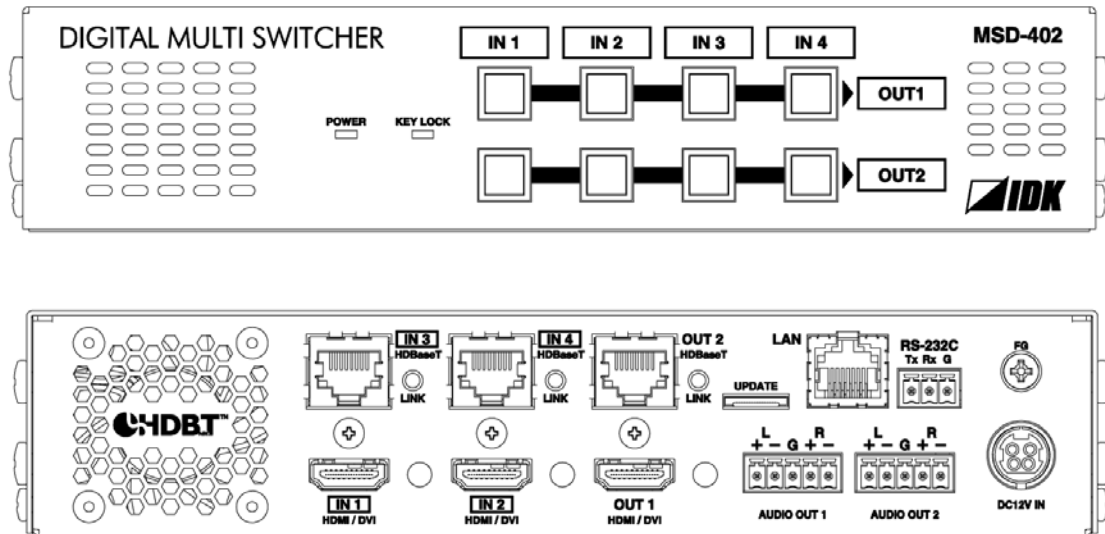 DIGITAL MULTI SWITCHER
IN 1 IN 2 IN 3 IN 4
MSD-402
OUT1
POWER KEY LOCK
OUT2
IDK
IN 3
HDBaseT
LINK
IN 4
HDBaseT
LINK
OUT 2
HDBaseT
LINK
UPDATE
LAN
RS-232C
Tx Rx G
FG
HDBT™
IN 1
HDMI / DVI
IN 2
HDMI / DVI
OUT 1
HDMI / DVI
L R
+ − G + −
AUDIO OUT 1
L R
+ − G + −
AUDIO OUT 2
DC12V IN